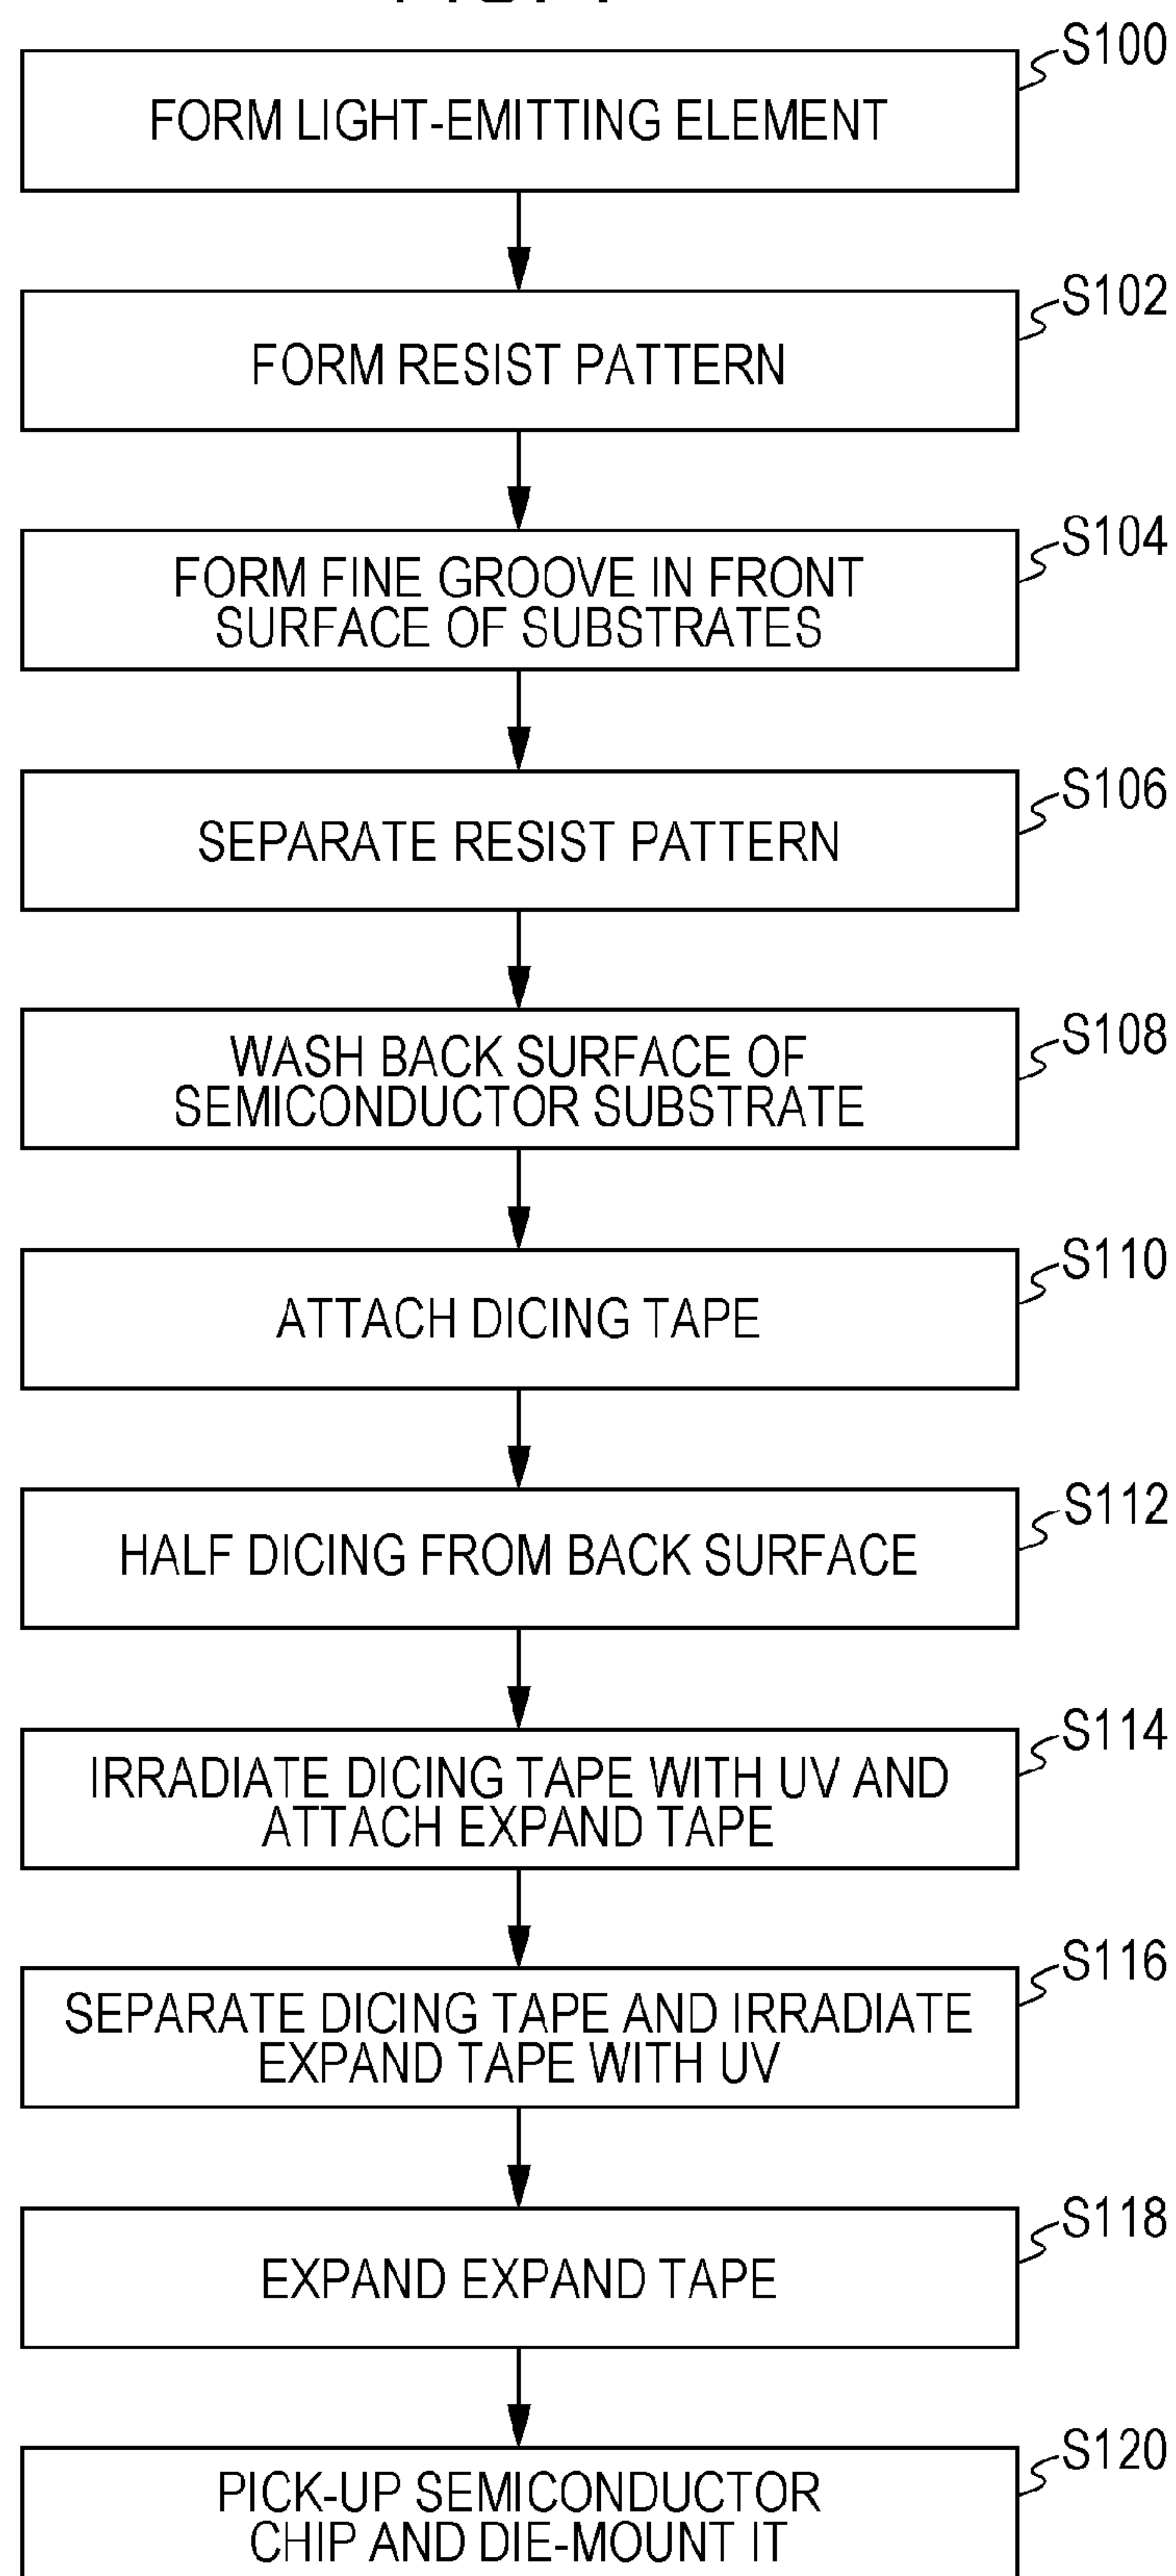 S100
FORM LIGHT-EMITTING ELEMENT
S102
FORM RESIST PATTERN
S104
FORM FINE GROOVE IN FRONT
SURFACE OF SUBSTRATES
S106
SEPARATE RESIST PATTERN
S108
WASH BACK SURFACE OF
SEMICONDUCTOR SUBSTRATE
S110
ATTACH DICING TAPE
S112
HALF DICING FROM BACK SURFACE
S114
IRRADIATE DICING TAPE WITH UV AND
ATTACH EXPAND TAPE
S116
SEPARATE DICING TAPE AND IRRADIATE
EXPAND TAPE WITH UV
S118
EXPAND EXPAND TAPE
S120
PICK-UP SEMICONDUCTOR
CHIP AND DIE-MOUNT IT